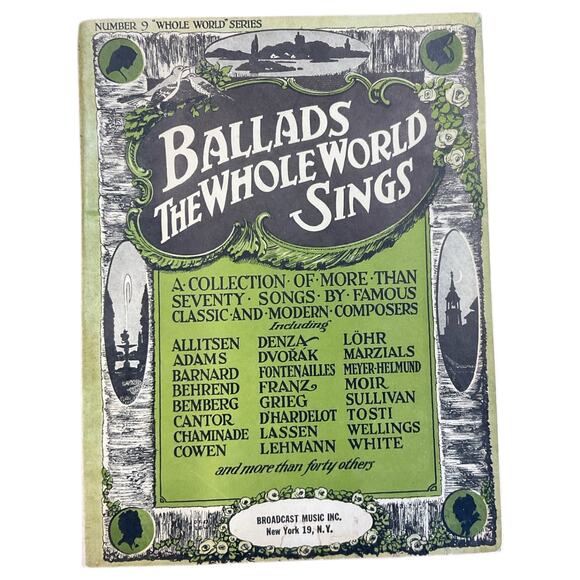 NUMBER 9 "WHOLE WORLD" SERIES
BALLADS
THE WHOLE WORLD
SINGS
A · COLLECTION · OF · MORE · THAN
SEVENTY · SONGS · BY · FAMOUS
CLASSIC · AND · MODERN · COMPOSERS
Including
ALLITSEN DENZA LÖHR
ADAMS DVOŘÁK MARZIALS
BARNARD FONTENAILLES MEYER-HELMUND
BEHREND FRANZ MOIR
BEMBERG GRIEG SULLIVAN
CANTOR D'HARDELOT TOSTI
CHAMINADE LASSEN WELLINGS
COWEN LEHMANN WHITE
and more than forty others
BROADCAST MUSIC INC.
New York 19, N.Y.